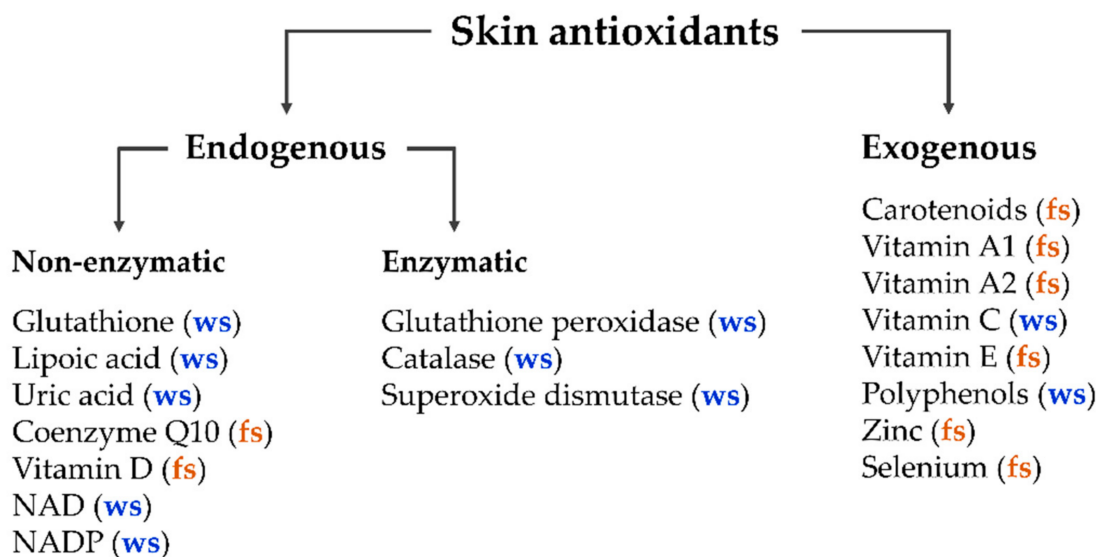 Skin antioxidants
Endogenous
Exogenous
Non-enzymatic
Glutathione (ws)
Lipoic acid (ws)
Uric acid (ws)
Coenzyme Q10 (fs)
Vitamin D (fs)
NAD (ws)
NADP (ws)
Enzymatic
Glutathione peroxidase (ws)
Catalase (ws)
Superoxide dismutase (ws)
Carotenoids (fs)
Vitamin A1 (fs)
Vitamin A2 (fs)
Vitamin C (ws)
Vitamin E (fs)
Polyphenols (ws)
Zinc (fs)
Selenium (fs)